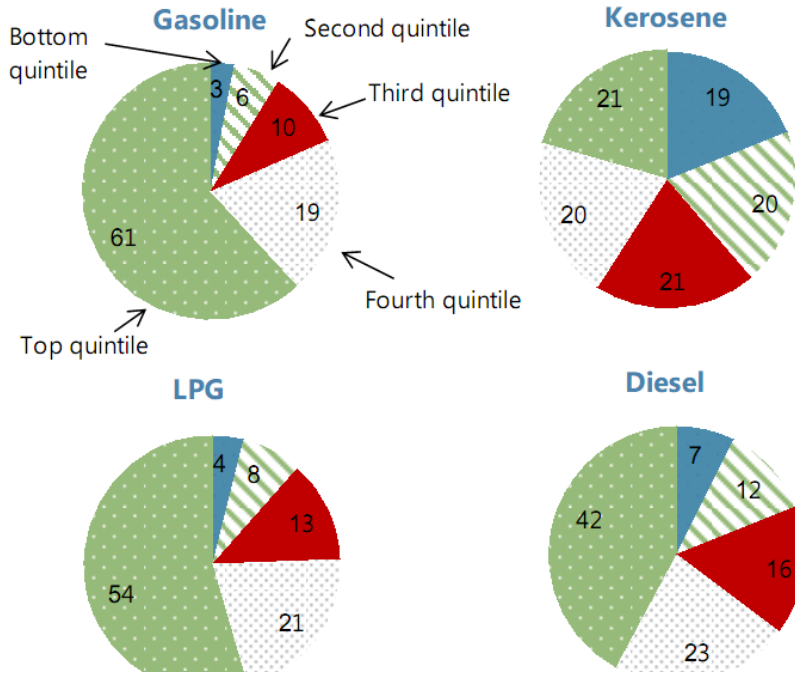 Gasoline
Kerosene
Bottom
quintile
Second quintile
Third quintile
3
6
10
19
61
Fourth quintile
Top quintile
21
19
20
20
21
LPG
Diesel
4
8
13
21
54
7
12
16
23
42